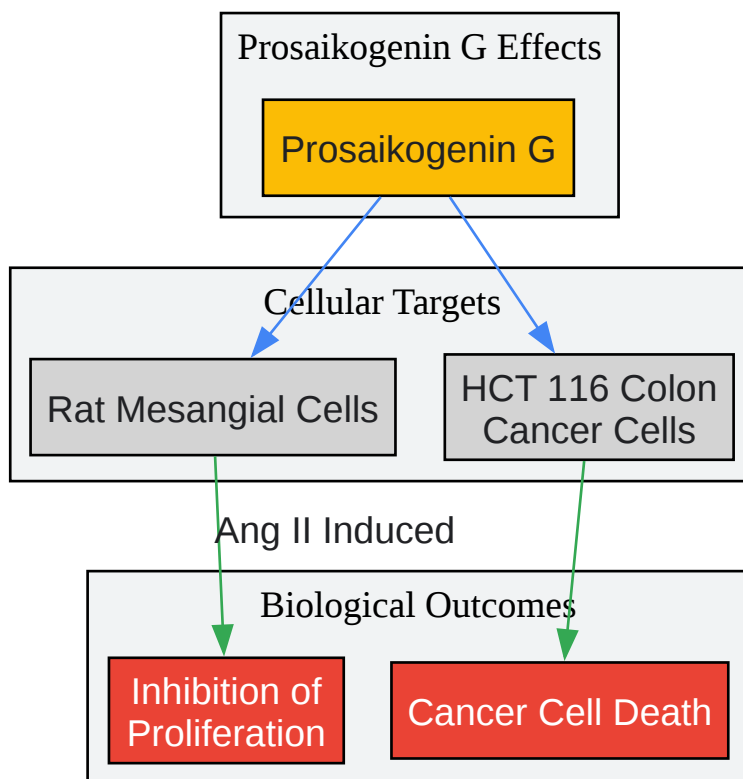 Prosaikogenin G Effects
Prosaikogenin G
Cellular Targets
Rat Mesangial Cells
HCT 116 Colon
Cancer Cells
Ang II Induced
Biological Outcomes
Inhibition of
Proliferation
Cancer Cell Death